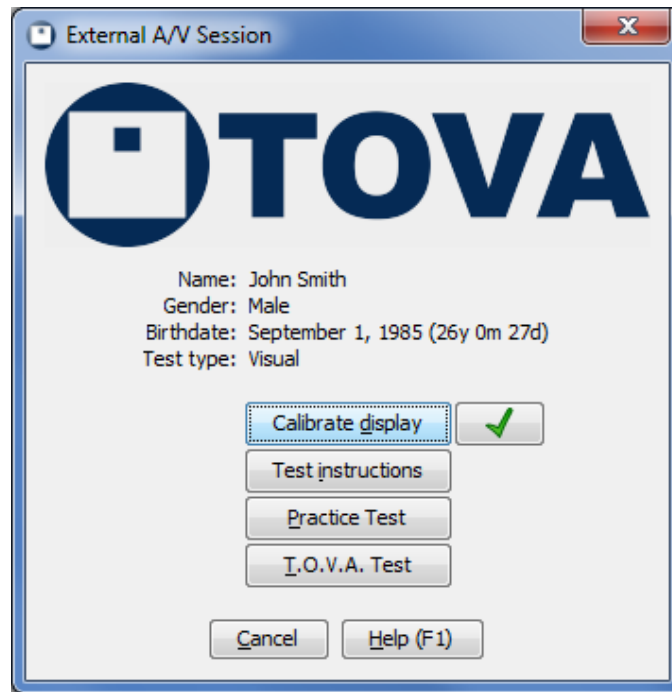 External A/V Session
TOVA
Name: John Smith
Gender: Male
Birthdate: September 1, 1985 (26y 0m 27d)
Test type: Visual
Calibrate display
Test instructions
Practice Test
T.O.V.A. Test
Cancel Help (F1)